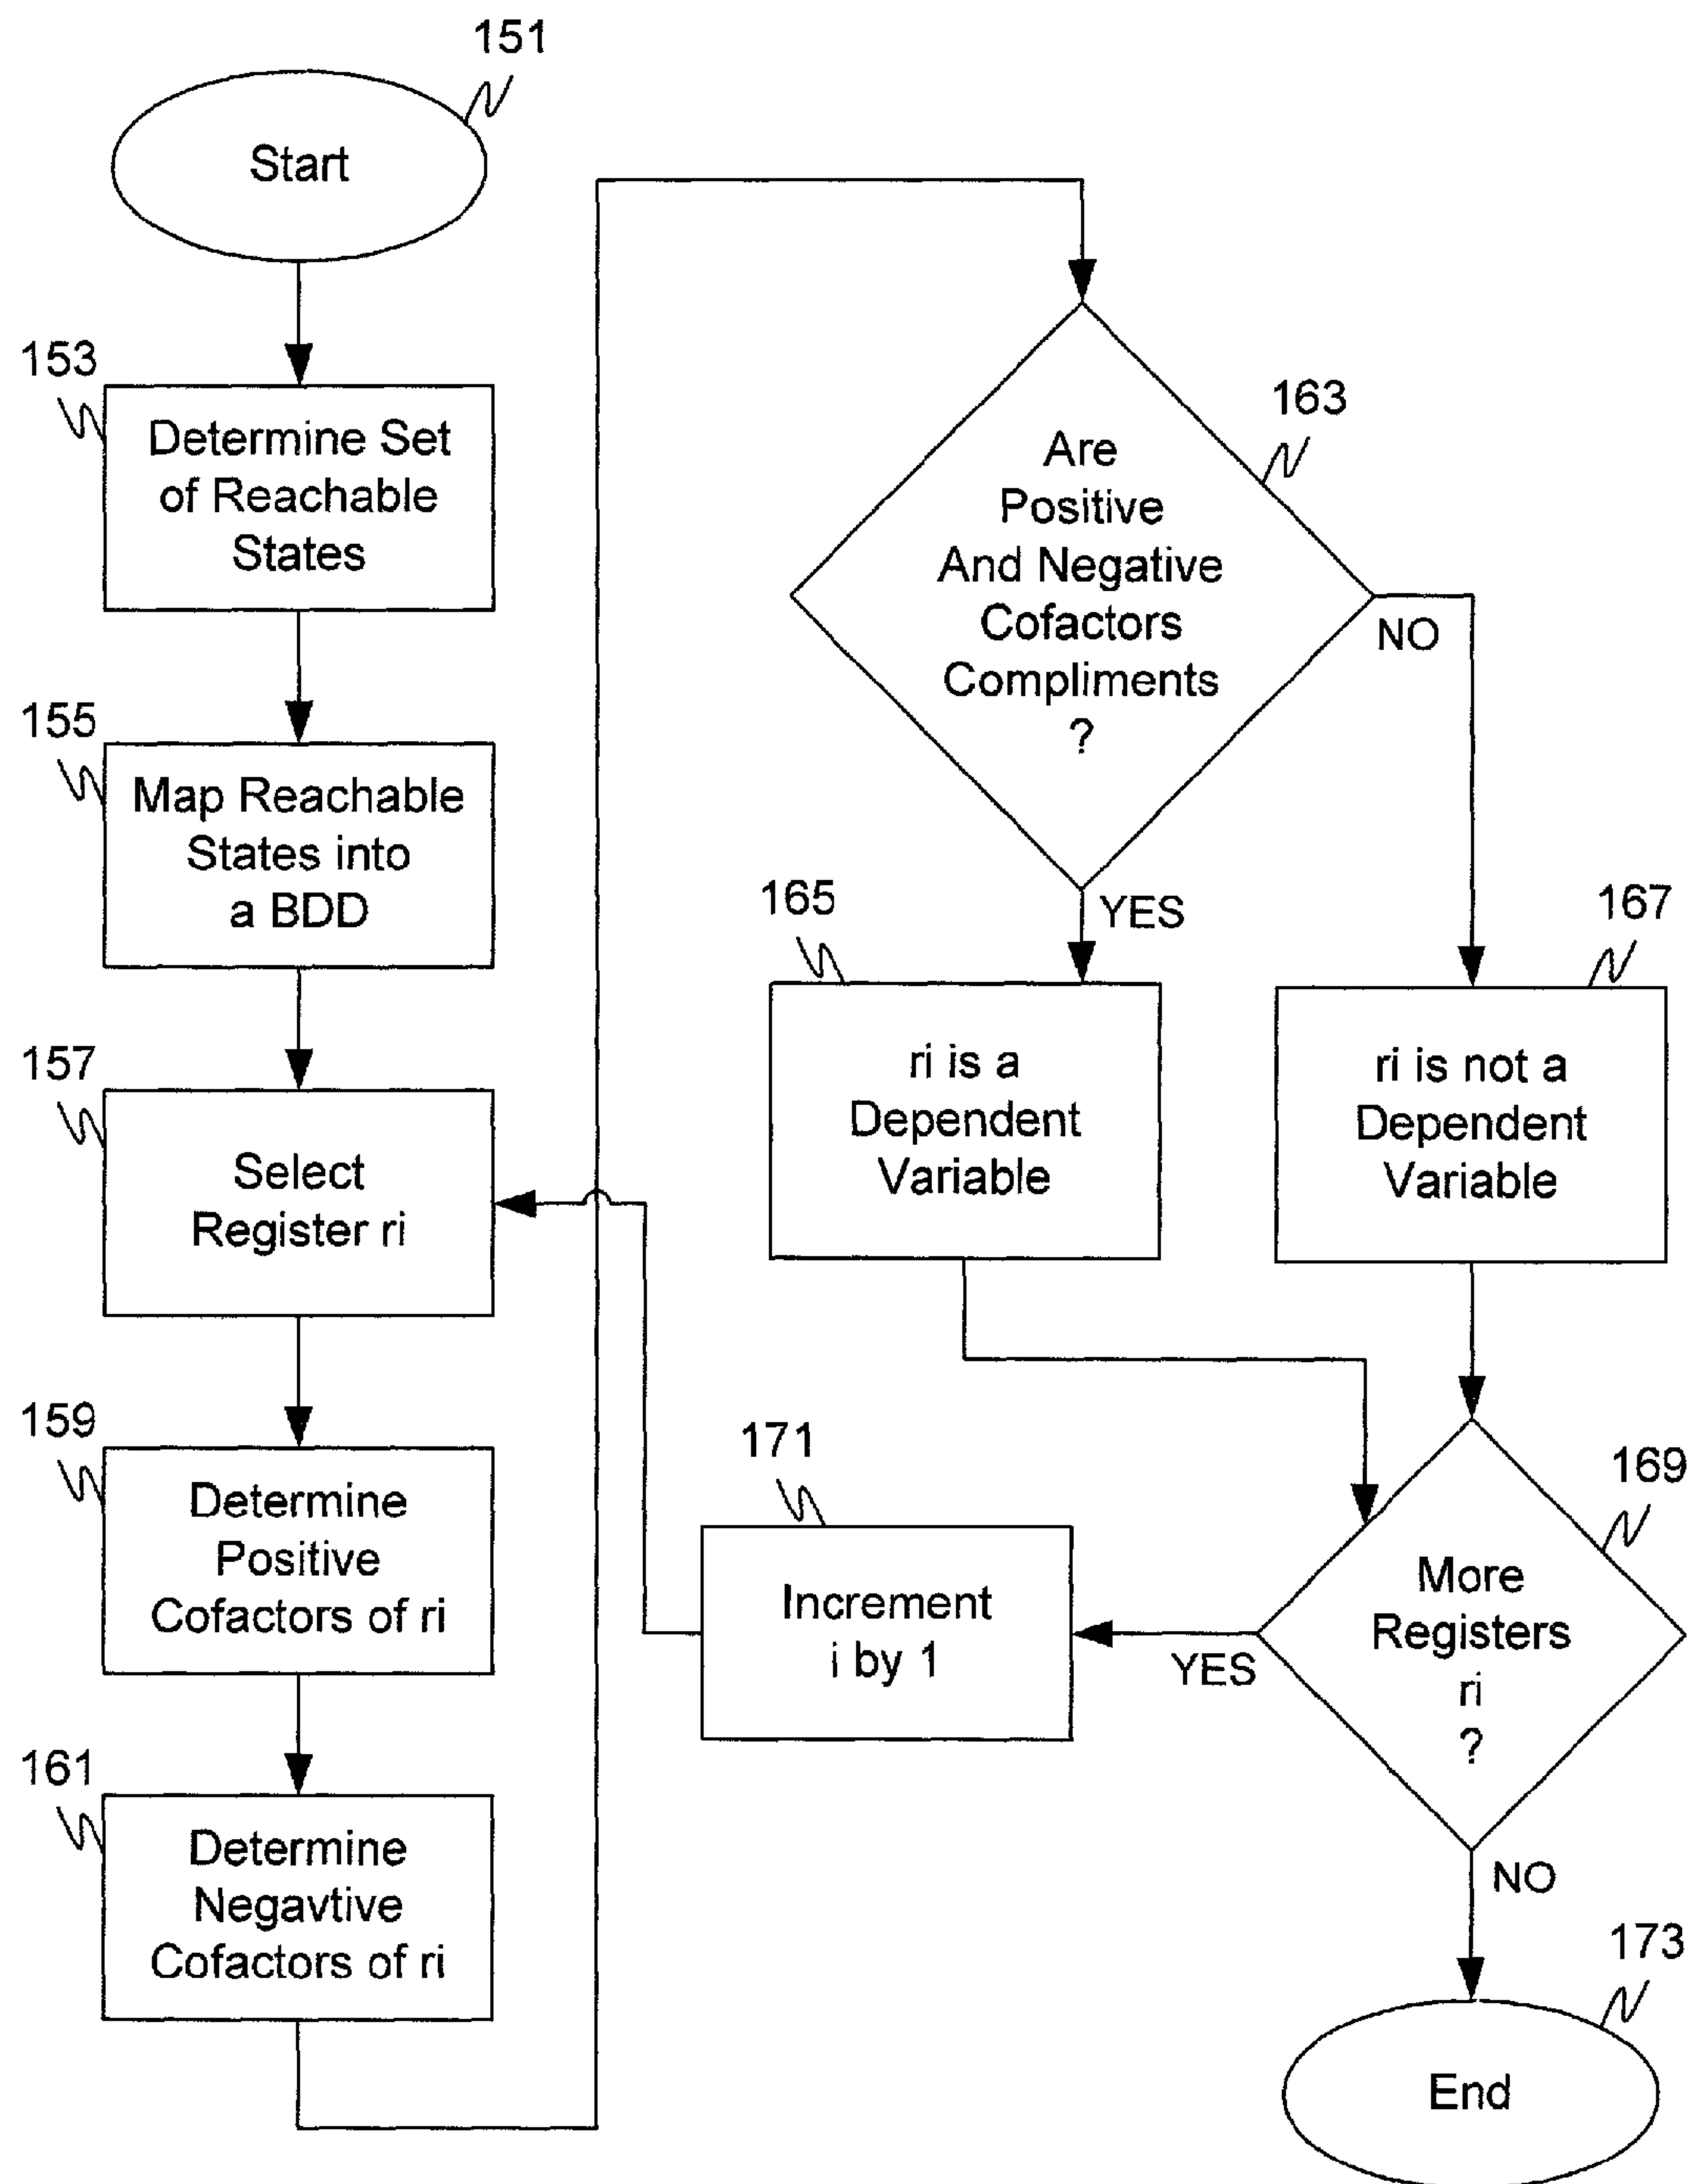 151
Start
153
Determine Set
of Reachable
States
155
Map Reachable
States into
a BDD
157
Select
Register ri
159
Determine
Positive
Cofactors of ri
161
Determine
Negavtive
Cofactors of ri
163
Are
Positive
And Negative
Cofactors
Compliments
?
NO
YES
165
ri is a
Dependent
Variable
167
ri is not a
Dependent
Variable
169
More
Registers
ri
?
YES
171
Increment
i by 1
NO
173
End